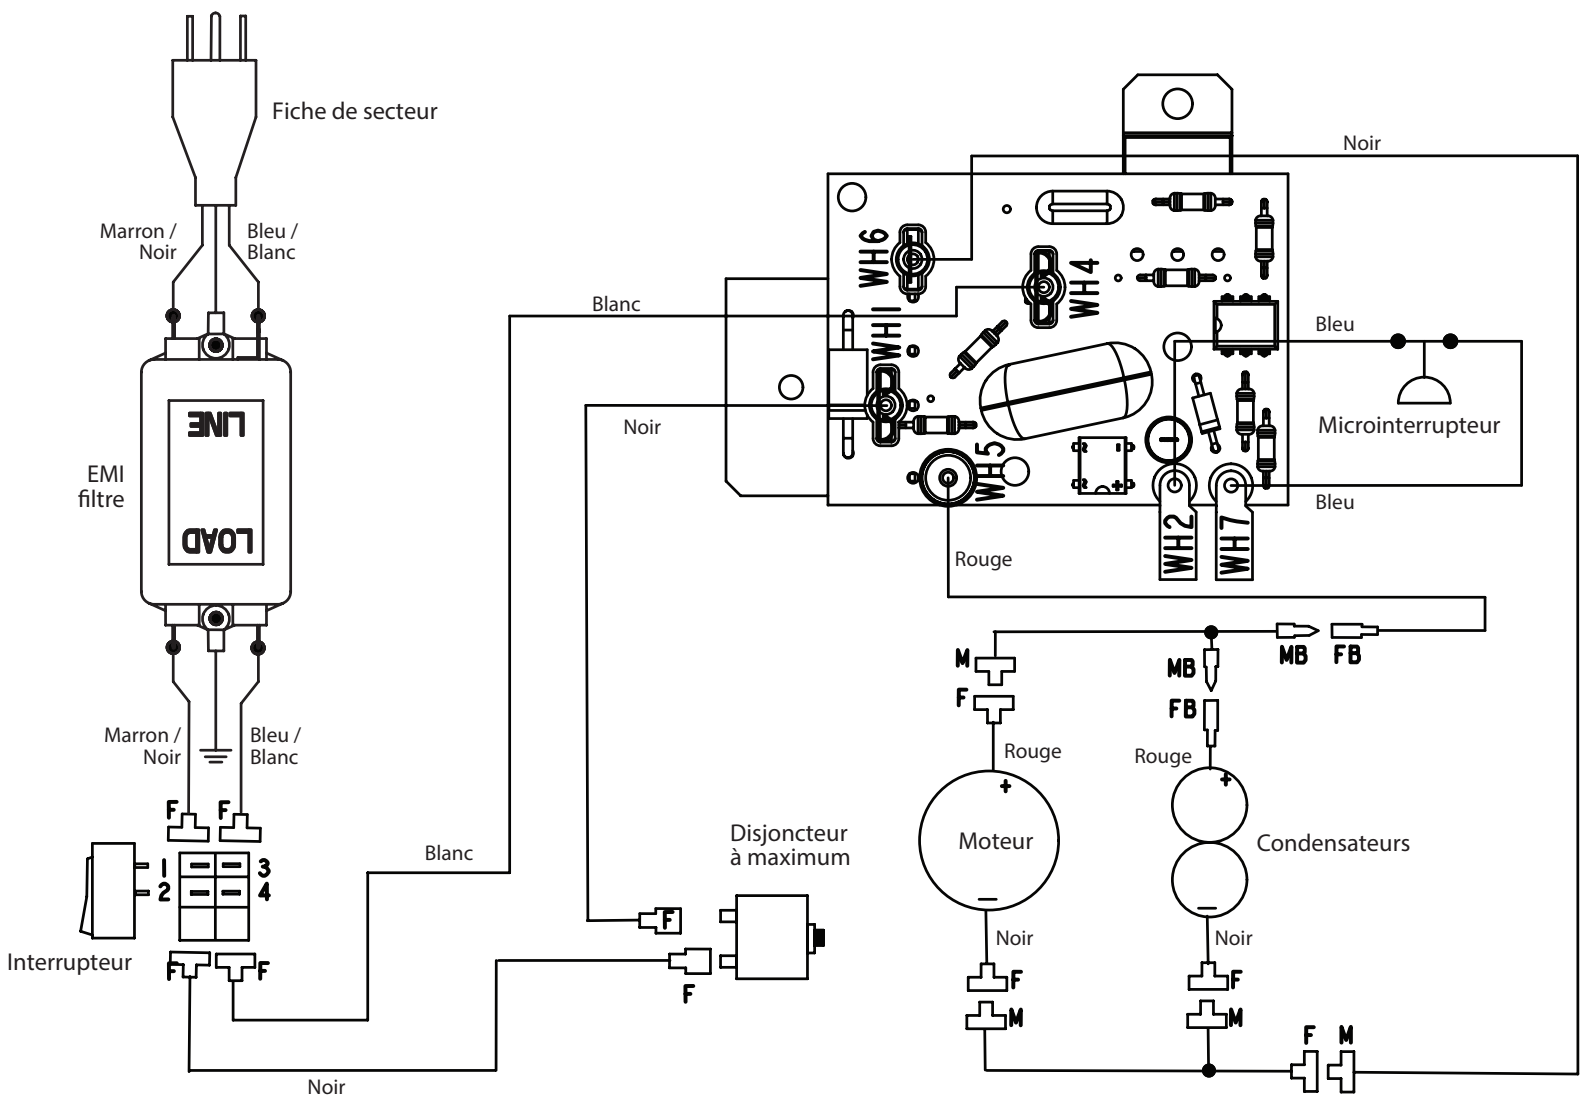 Fiche de secteur
Noir
Marron /
Noir
Bleu /
Blanc
WH6
WH4
Blanc
WH1
Bleu
Microinterrupteur
Noir
LINE
EMI
filtre
LOAD
WH5
-
+
Bleu
WH2
WH7
Rouge
M
F
MB
FB
MB
FB
Marron /
Noir
Bleu /
Blanc
Rouge
Rouge
+
+
F
F
Moteur
Condensateurs
Disjoncteur
à maximum
Blanc
1
2
3
4
Interrupteur
F
F
F
F
Noir
Noir
F
M
F
M
F
M
Noir